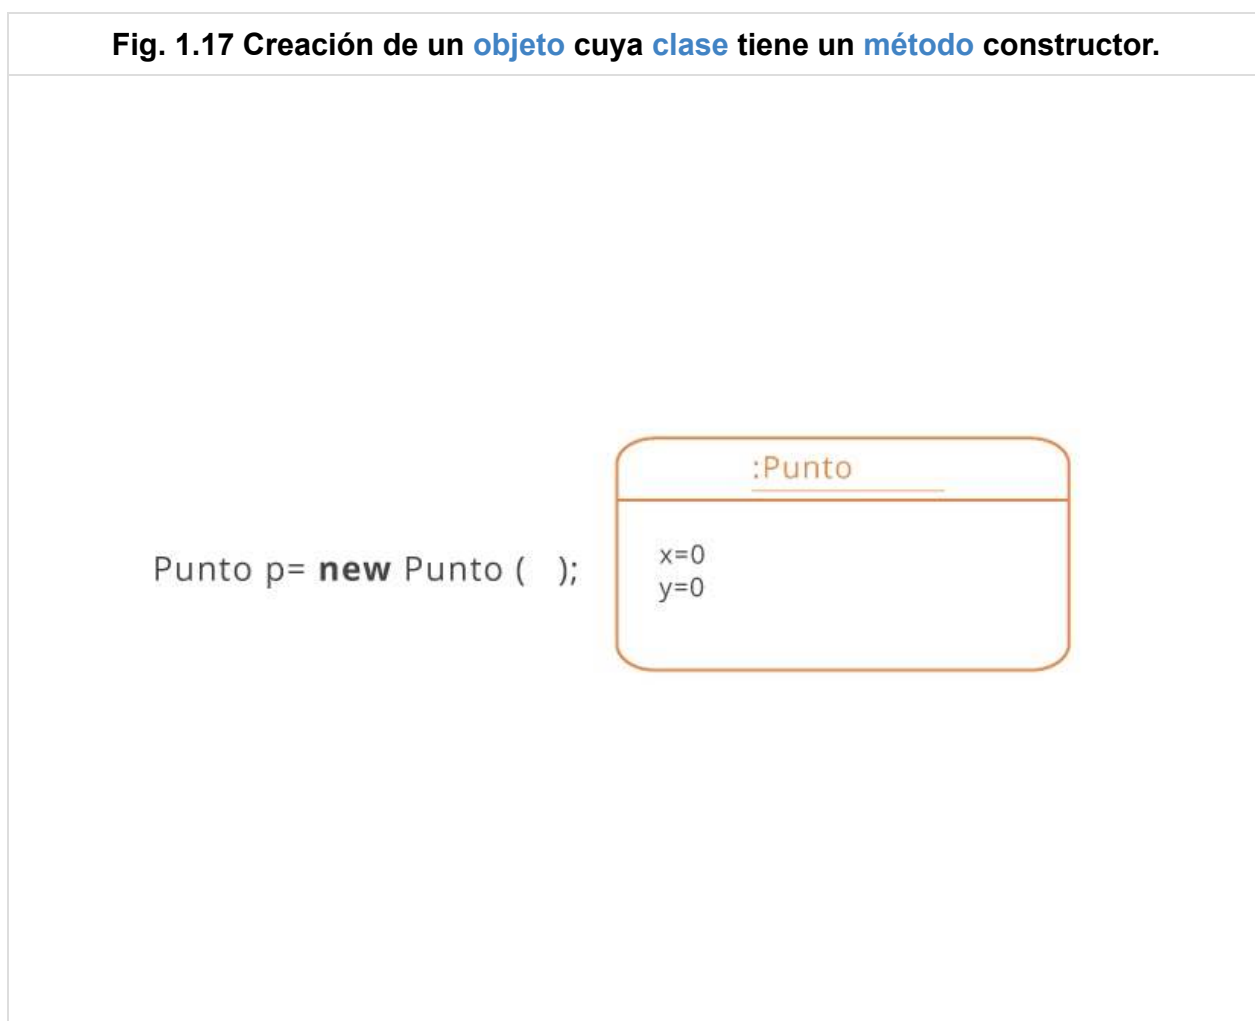 Fig. 1.17 Creación de un objeto cuya clase tiene un método constructor.
:Punto
Punto p= new Punto (  );
x=0
y=0